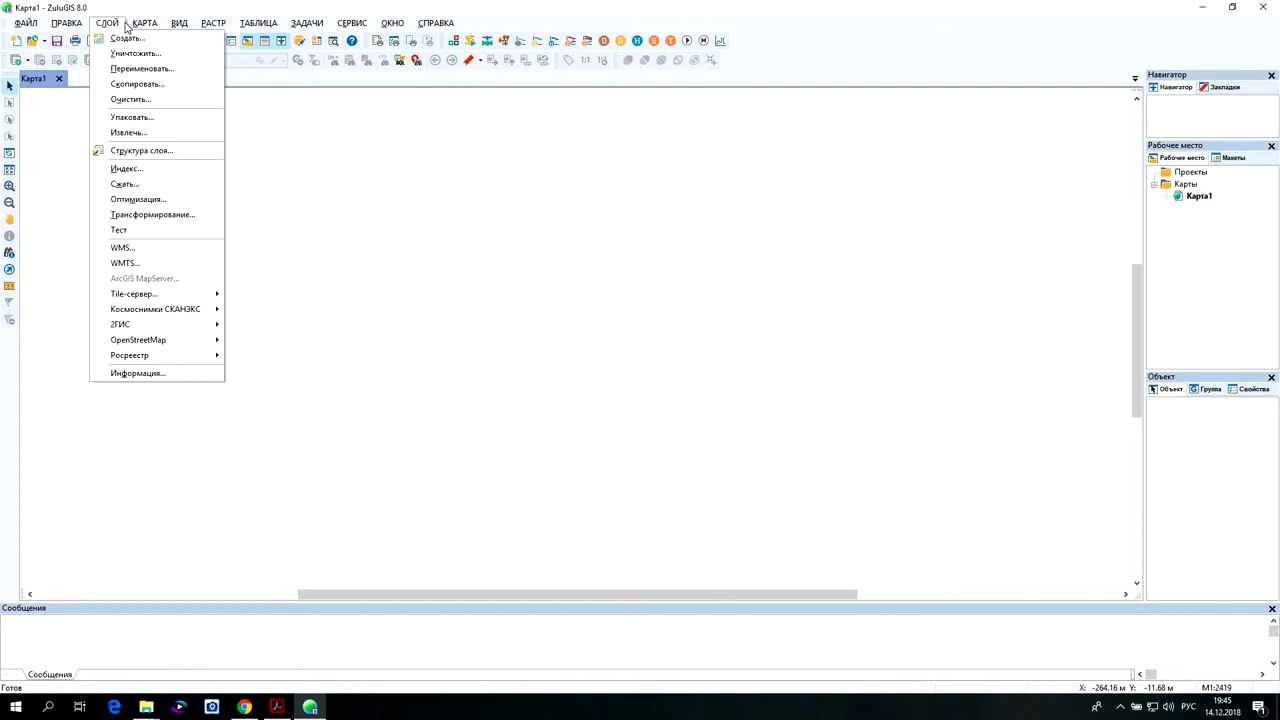 Карта1 - ZuluGIS 8.0
ФАЙЛ ПРАВКА СЛОЙ КАРТА ВИД РАСТР ТАБЛИЦА ЗАДАЧИ СЕРВИС ОКНО СПРАВКА
Создать...
Уничтожить...
Переименовать...
Скопировать...
Очистить...
Упаковать...
Извлечь...
Структура слоя...
Индекс...
Сжать...
Оптимизация...
Трансформирование...
Тест
WMS...
WMTS...
ArcGIS MapServer...
Tile-сервер...
Космоснимки СКАНЭКС
2ГИС
OpenStreetMap
Росреестр
Информация...
1:1
Карта1
Навигатор
Навигатор Закладки
Рабочее место
Рабочее место Макеты
Проекты
Карты
Карта1
Объект
Объект Группа Свойства
Сообщения
Сообщения
Готов
X: -264.16 м Y: -11.68 м М1:2419
РУС
19:45
14.12.2018